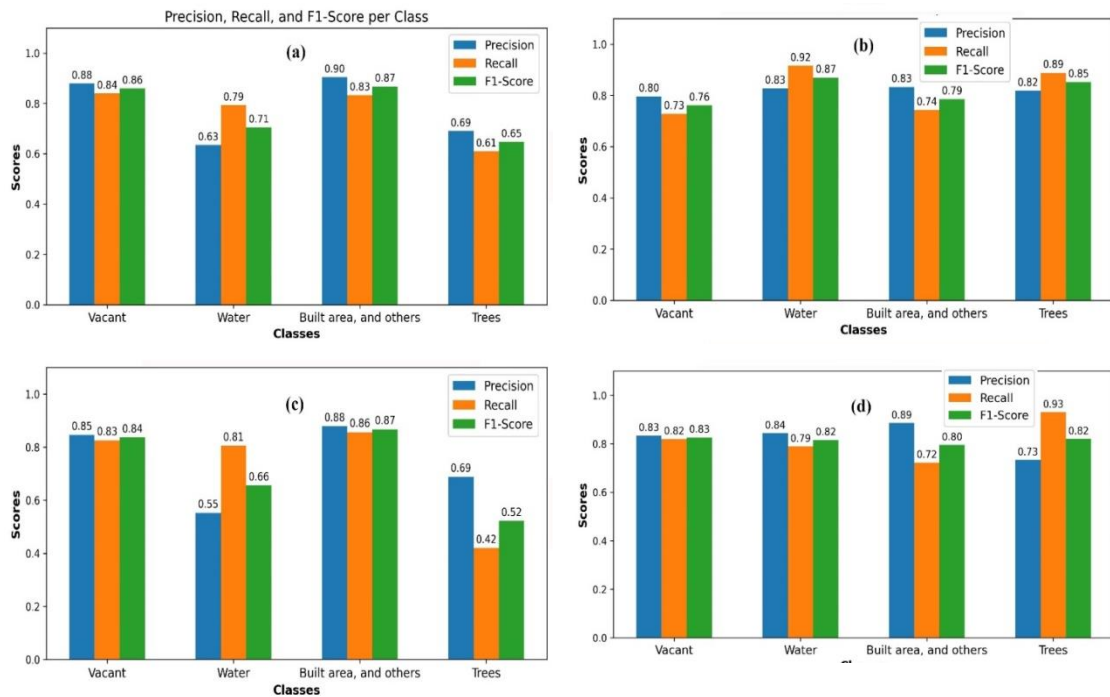 Precision, Recall, and F1-Score per Class
(a)
Precision
Recall
F1-Score
1.0
0.8
0.6
0.4
0.2
0.0
Scores
0.88
0.84
0.86
0.63
0.79
0.71
0.90
0.83
0.87
0.69
0.61
0.65
Vacant
Water
Built area, and others
Trees
Classes
(b)
Precision
Recall
F1-Score
1.0
0.8
0.6
0.4
0.2
0.0
Scores
0.80
0.73
0.76
0.83
0.92
0.87
0.83
0.74
0.79
0.82
0.89
0.85
Vacant
Water
Built area, and others
Trees
Classes
(c)
Precision
Recall
F1-Score
1.0
0.8
0.6
0.4
0.2
0.0
Scores
0.85
0.83
0.84
0.55
0.81
0.66
0.88
0.86
0.87
0.69
0.42
0.52
Vacant
Water
Built area, and others
Trees
Classes
(d)
Precision
Recall
F1-Score
1.0
0.8
0.6
0.4
0.2
0.0
Scores
0.83
0.82
0.83
0.84
0.79
0.82
0.89
0.72
0.80
0.73
0.93
0.82
Vacant
Water
Built area, and others
Trees